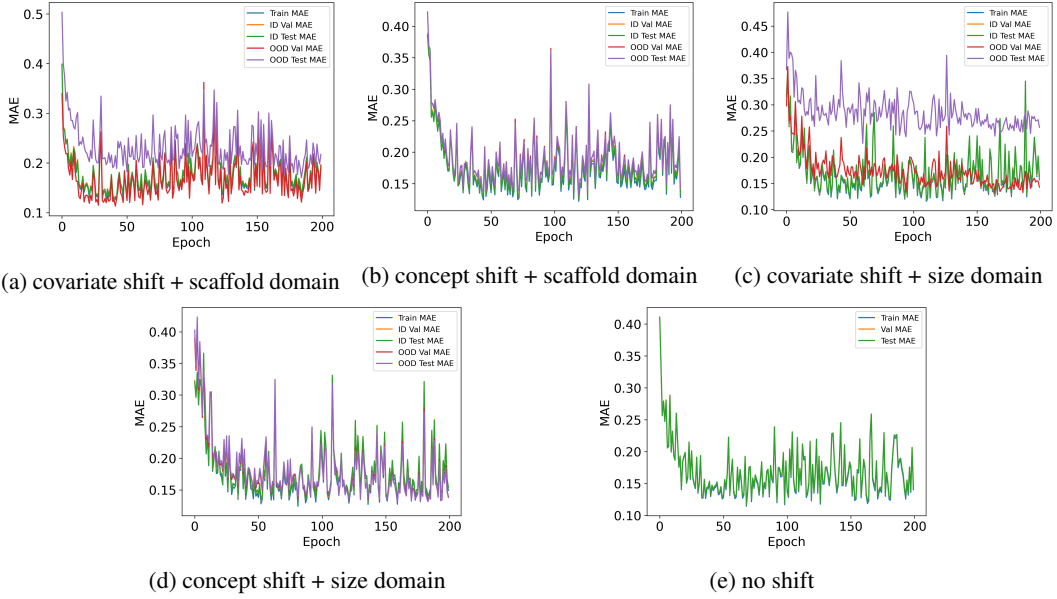 Train MAE
ID Val MAE
ID Test MAE
OOD Val MAE
OOD Test MAE
0.5
0.4
0.3
0.2
0.1
MAE
0
50
100
150
200
Epoch
(a) covariate shift + scaffold domain
Train MAE
ID Val MAE
ID Test MAE
OOD Val MAE
OOD Test MAE
0.40
0.35
0.30
0.25
0.20
0.15
MAE
0
50
100
150
200
Epoch
(b) concept shift + scaffold domain
Train MAE
ID Val MAE
ID Test MAE
OOD Val MAE
OOD Test MAE
0.45
0.40
0.35
0.30
0.25
0.20
0.15
0.10
MAE
0
50
100
150
200
Epoch
(c) covariate shift + size domain
Train MAE
ID Val MAE
ID Test MAE
OOD Val MAE
OOD Test MAE
0.40
0.35
0.30
0.25
0.20
0.15
MAE
0
50
100
150
200
Epoch
(d) concept shift + size domain
Train MAE
Val MAE
Test MAE
0.40
0.35
0.30
0.25
0.20
0.15
0.10
MAE
0
50
100
150
200
Epoch
(e) no shift